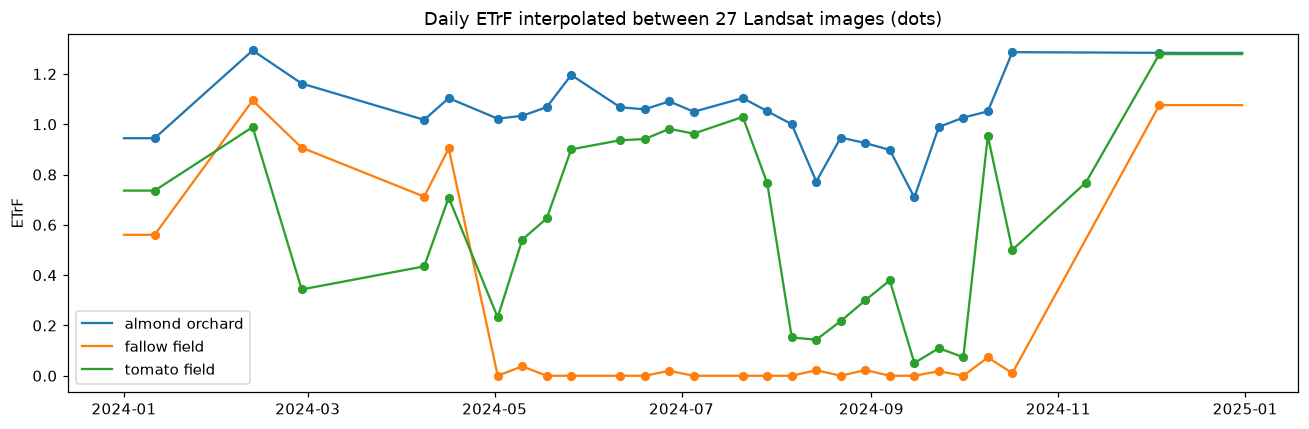 Daily ETrF interpolated between 27 Landsat images (dots)
ETrF
1.2
1.0
0.8
0.6
0.4
0.2
0.0
almond orchard
fallow field
tomato field
2024-01
2024-03
2024-05
2024-07
2024-09
2024-11
2025-01